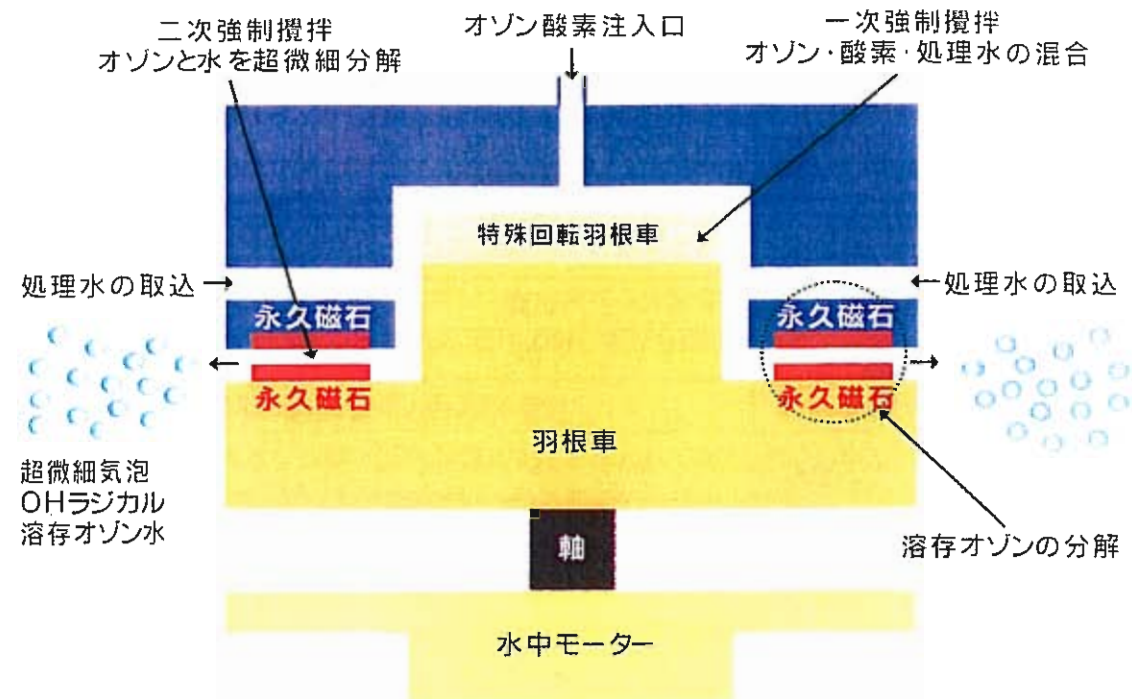 二次強制攪拌
オゾンと水を超微細分解
オゾン酸素注入口
一次強制攪拌
オゾン・酸素・処理水の混合
特殊回転羽根車
処理水の取込
処理水の取込
永久磁石
永久磁石
永久磁石
永久磁石
羽根車
超微細気泡
OHラジカル
溶存オゾン水
軸
溶存オゾンの分解
水中モーター